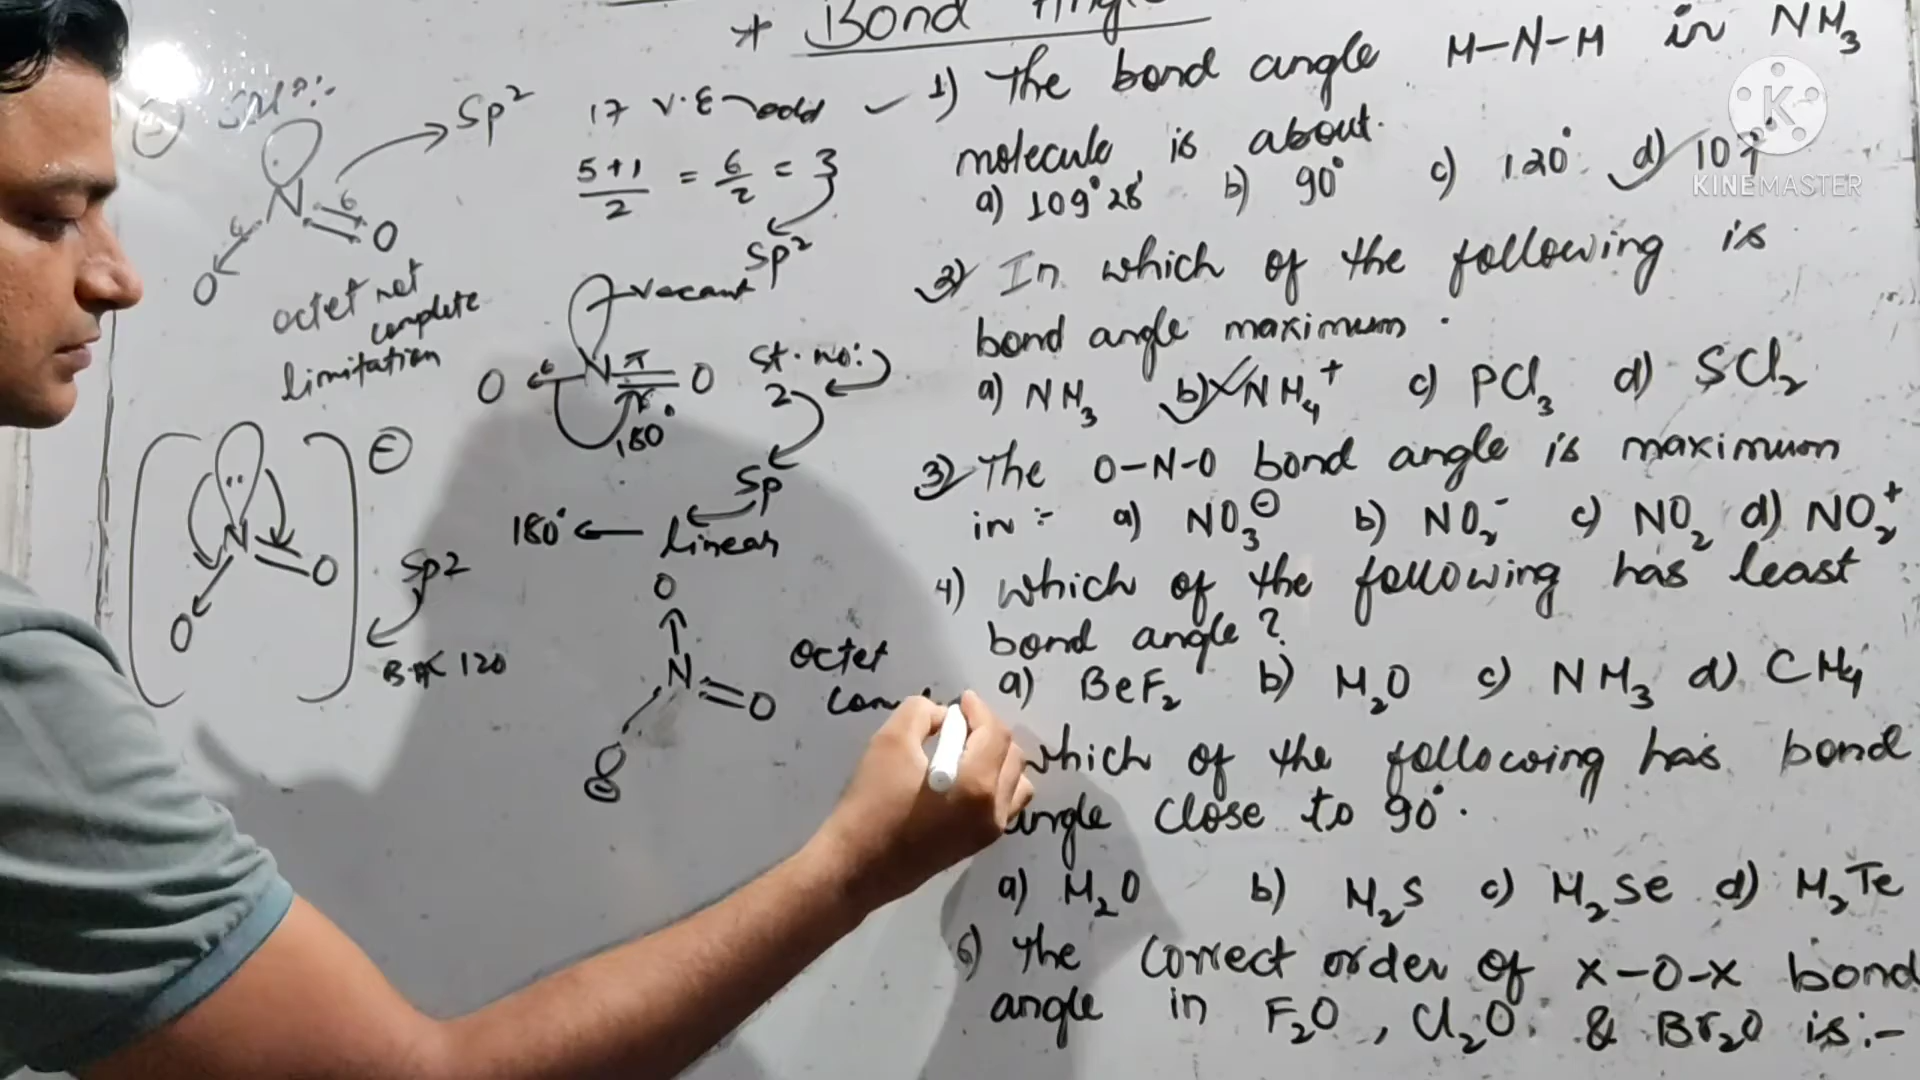 * Bond Angle
3) Sol?:-
Sp²
N
6
6
O
O
octet not
complete
limitation
17 V.E → odd
5+1/2 = 6/2 = 3
Sp²
vacant
O N O
π
π
180°
st. no:
2
Sp
180° ← linear
N
O
O
⊖
Sp2
B.A < 120
O
N
O
O
⊖
Octet
1) The bond angle H-N-H in NH₃
molecule is about.
a) 109°28' b) 90° c) 120° d) 107°
2) In which of the following is
bond angle maximum.
a) NH₃ b) NH₄⁺ c) PCl₃ d) SCl₂
3) The O-N-O bond angle is maximum
in :- a) NO₃⊖ b) NO₂⁻ c) NO₂ d) NO₂⁺
4) which of the following has least
bond angle?
a) BeF₂ b) H₂O c) NH₃ d) CH₄
which of the following has bond
angle close to 90°.
a) H₂O b) H₂S c) H₂Se d) H₂Te
6) The correct order of X-O-X bond
angle in F₂O, Cl₂O & Br₂O is:-
K
KINEMASTER